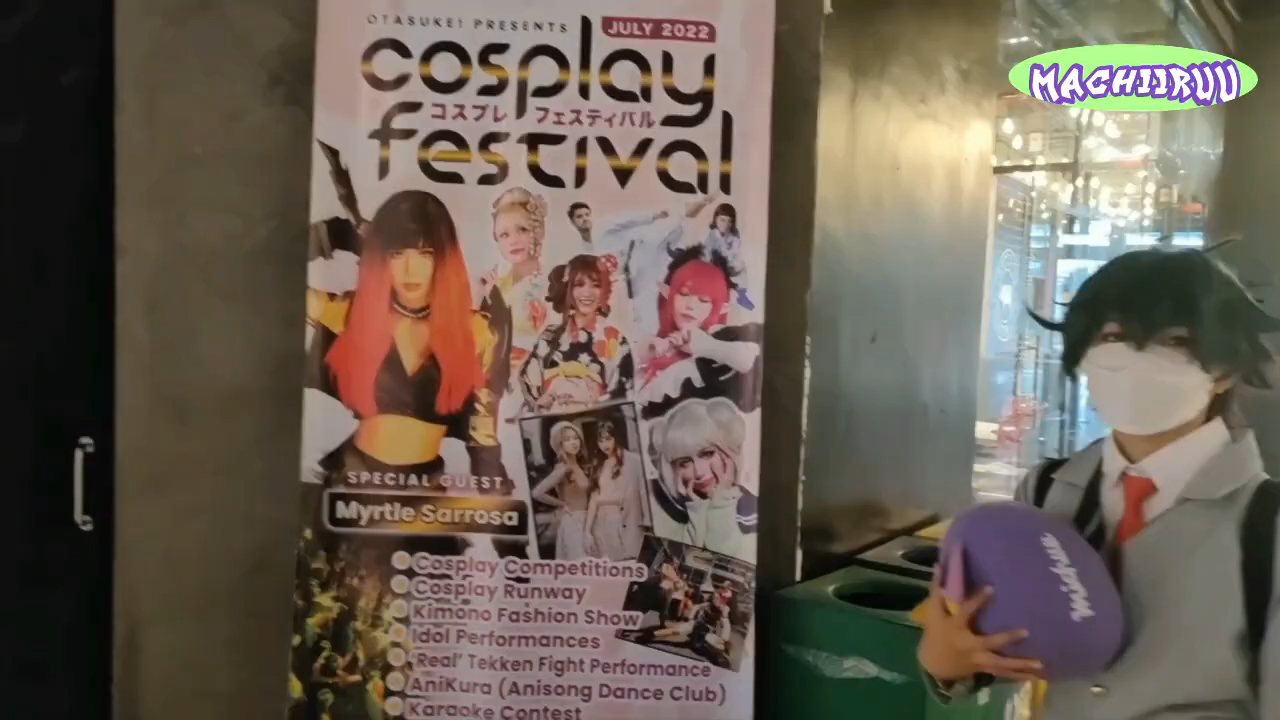 OTASUKEI PRESENTS
JULY 2022
cosplay
コスプレ フェスティバル
festival
SPECIAL GUEST
Myrtle Sarrosa
Cosplay Competitions
Cosplay Runway
Kimono Fashion Show
Idol Performances
'Real' Tekken Fight Performance
AniKura (Anisong Dance Club)
Karaoke Contest
MACHIIRUU